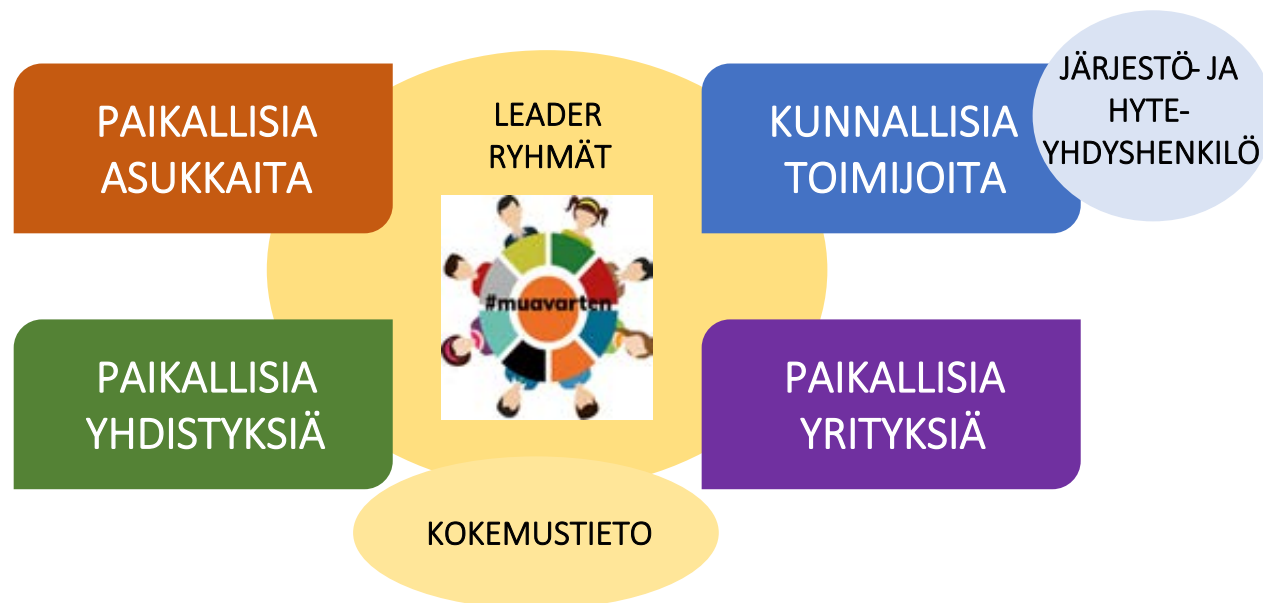 PAIKALLISIA
ASUKKAITA
LEADER
RYHMÄT
KUNNALLISIA
TOIMIJOITA
JÄRJESTÖ- JA
HYTE-
YHDYSHENKILÖ
#muavarten
PAIKALLISIA
YHDISTYKSIÄ
PAIKALLISIA
YRITYKSIÄ
KOKEMUSTIETO